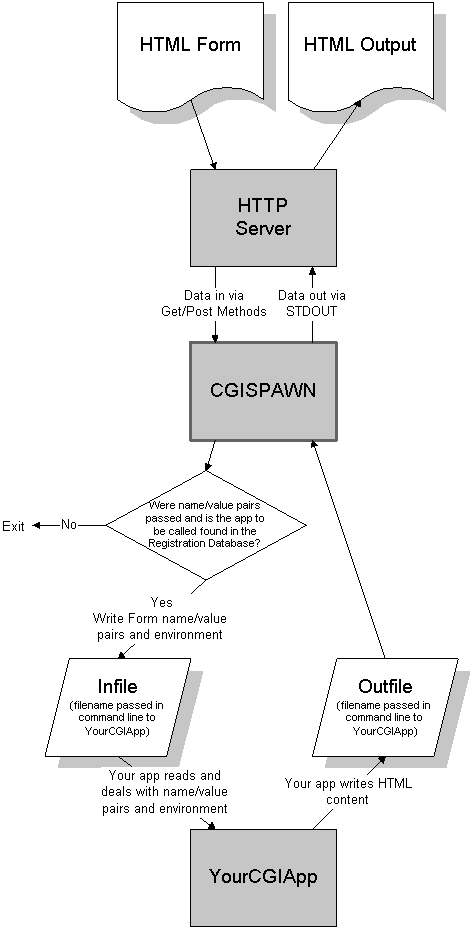 HTML Form
HTML Output
HTTP
Server
Data in via
Get/Post Methods
Data out via
STDOUT
CGISPAWN
Were name/value pairs
passed and is the app to
be called found in the
Registration Database?
Exit
No
Yes
Write Form name/value
pairs and environment
Infile
(filename passed in
command line to
YourCGIApp)
Outfile
(filename passed in
command line to
YourCGIApp)
Your app reads and
deals with name/value
pairs and environment
Your app writes HTML
content
YourCGIApp